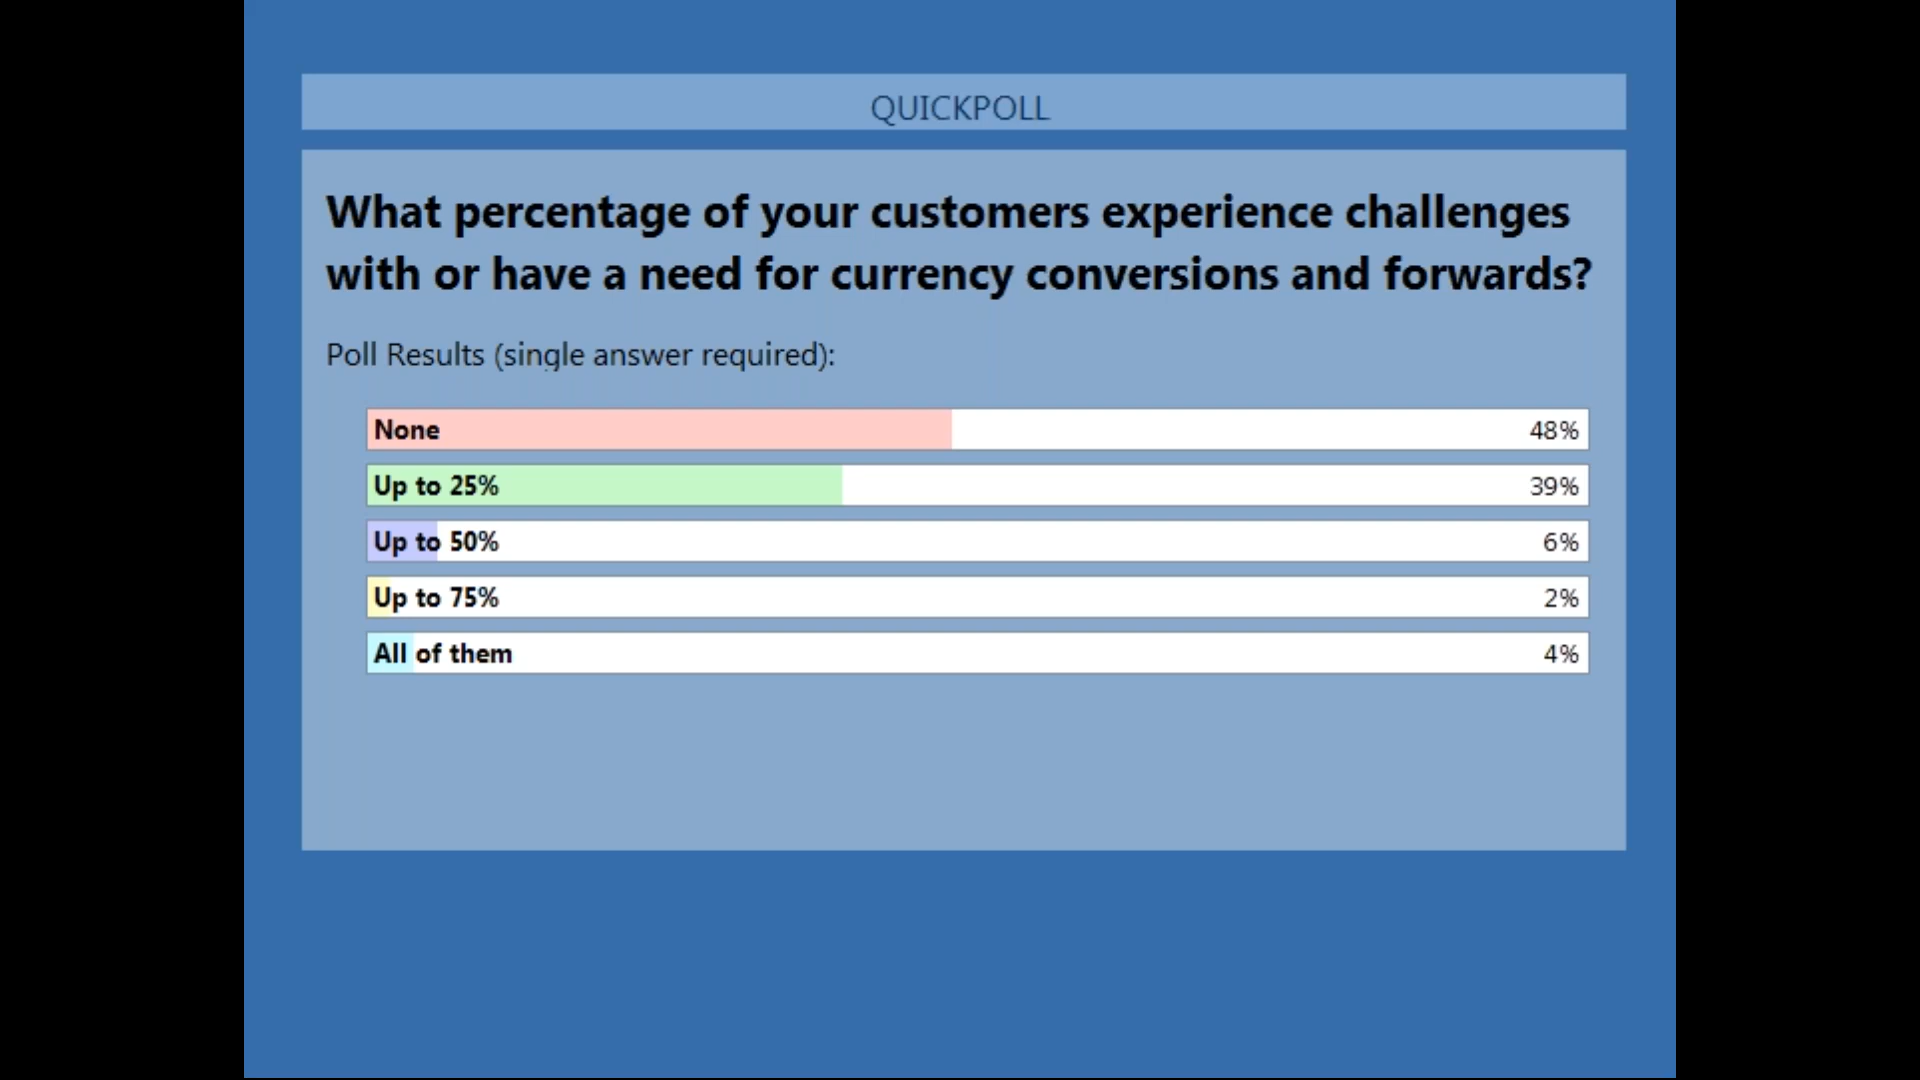 QUICKPOLL
What percentage of your customers experience challenges
with or have a need for currency conversions and forwards?
Poll Results (single answer required):
None 48%
Up to 25% 39%
Up to 50% 6%
Up to 75% 2%
All of them 4%